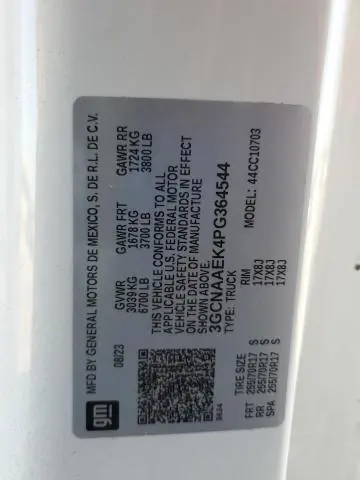 MFD BY GENERAL MOTORS DE MEXICO, S. DE R.L. DE C.V.
08/23 GVWR GAWR FRT GAWR RR
3039 KG 1678 KG 1724 KG
6700 LB 3700 LB 3800 LB
THIS VEHICLE CONFORMS TO ALL
APPLICABLE U.S. FEDERAL MOTOR
VEHICLE SAFETY STANDARDS IN EFFECT
ON THE DATE OF MANUFACTURE
SHOWN ABOVE.
3GCNAAEK4PG364544
TYPE: TRUCK MODEL: 44CC10703
TIRE SIZE RIM
FRT 255/70R17 S 17X8J
RR 255/70R17 S 17X8J
SPA 255/70R17 S 17X8J
gm